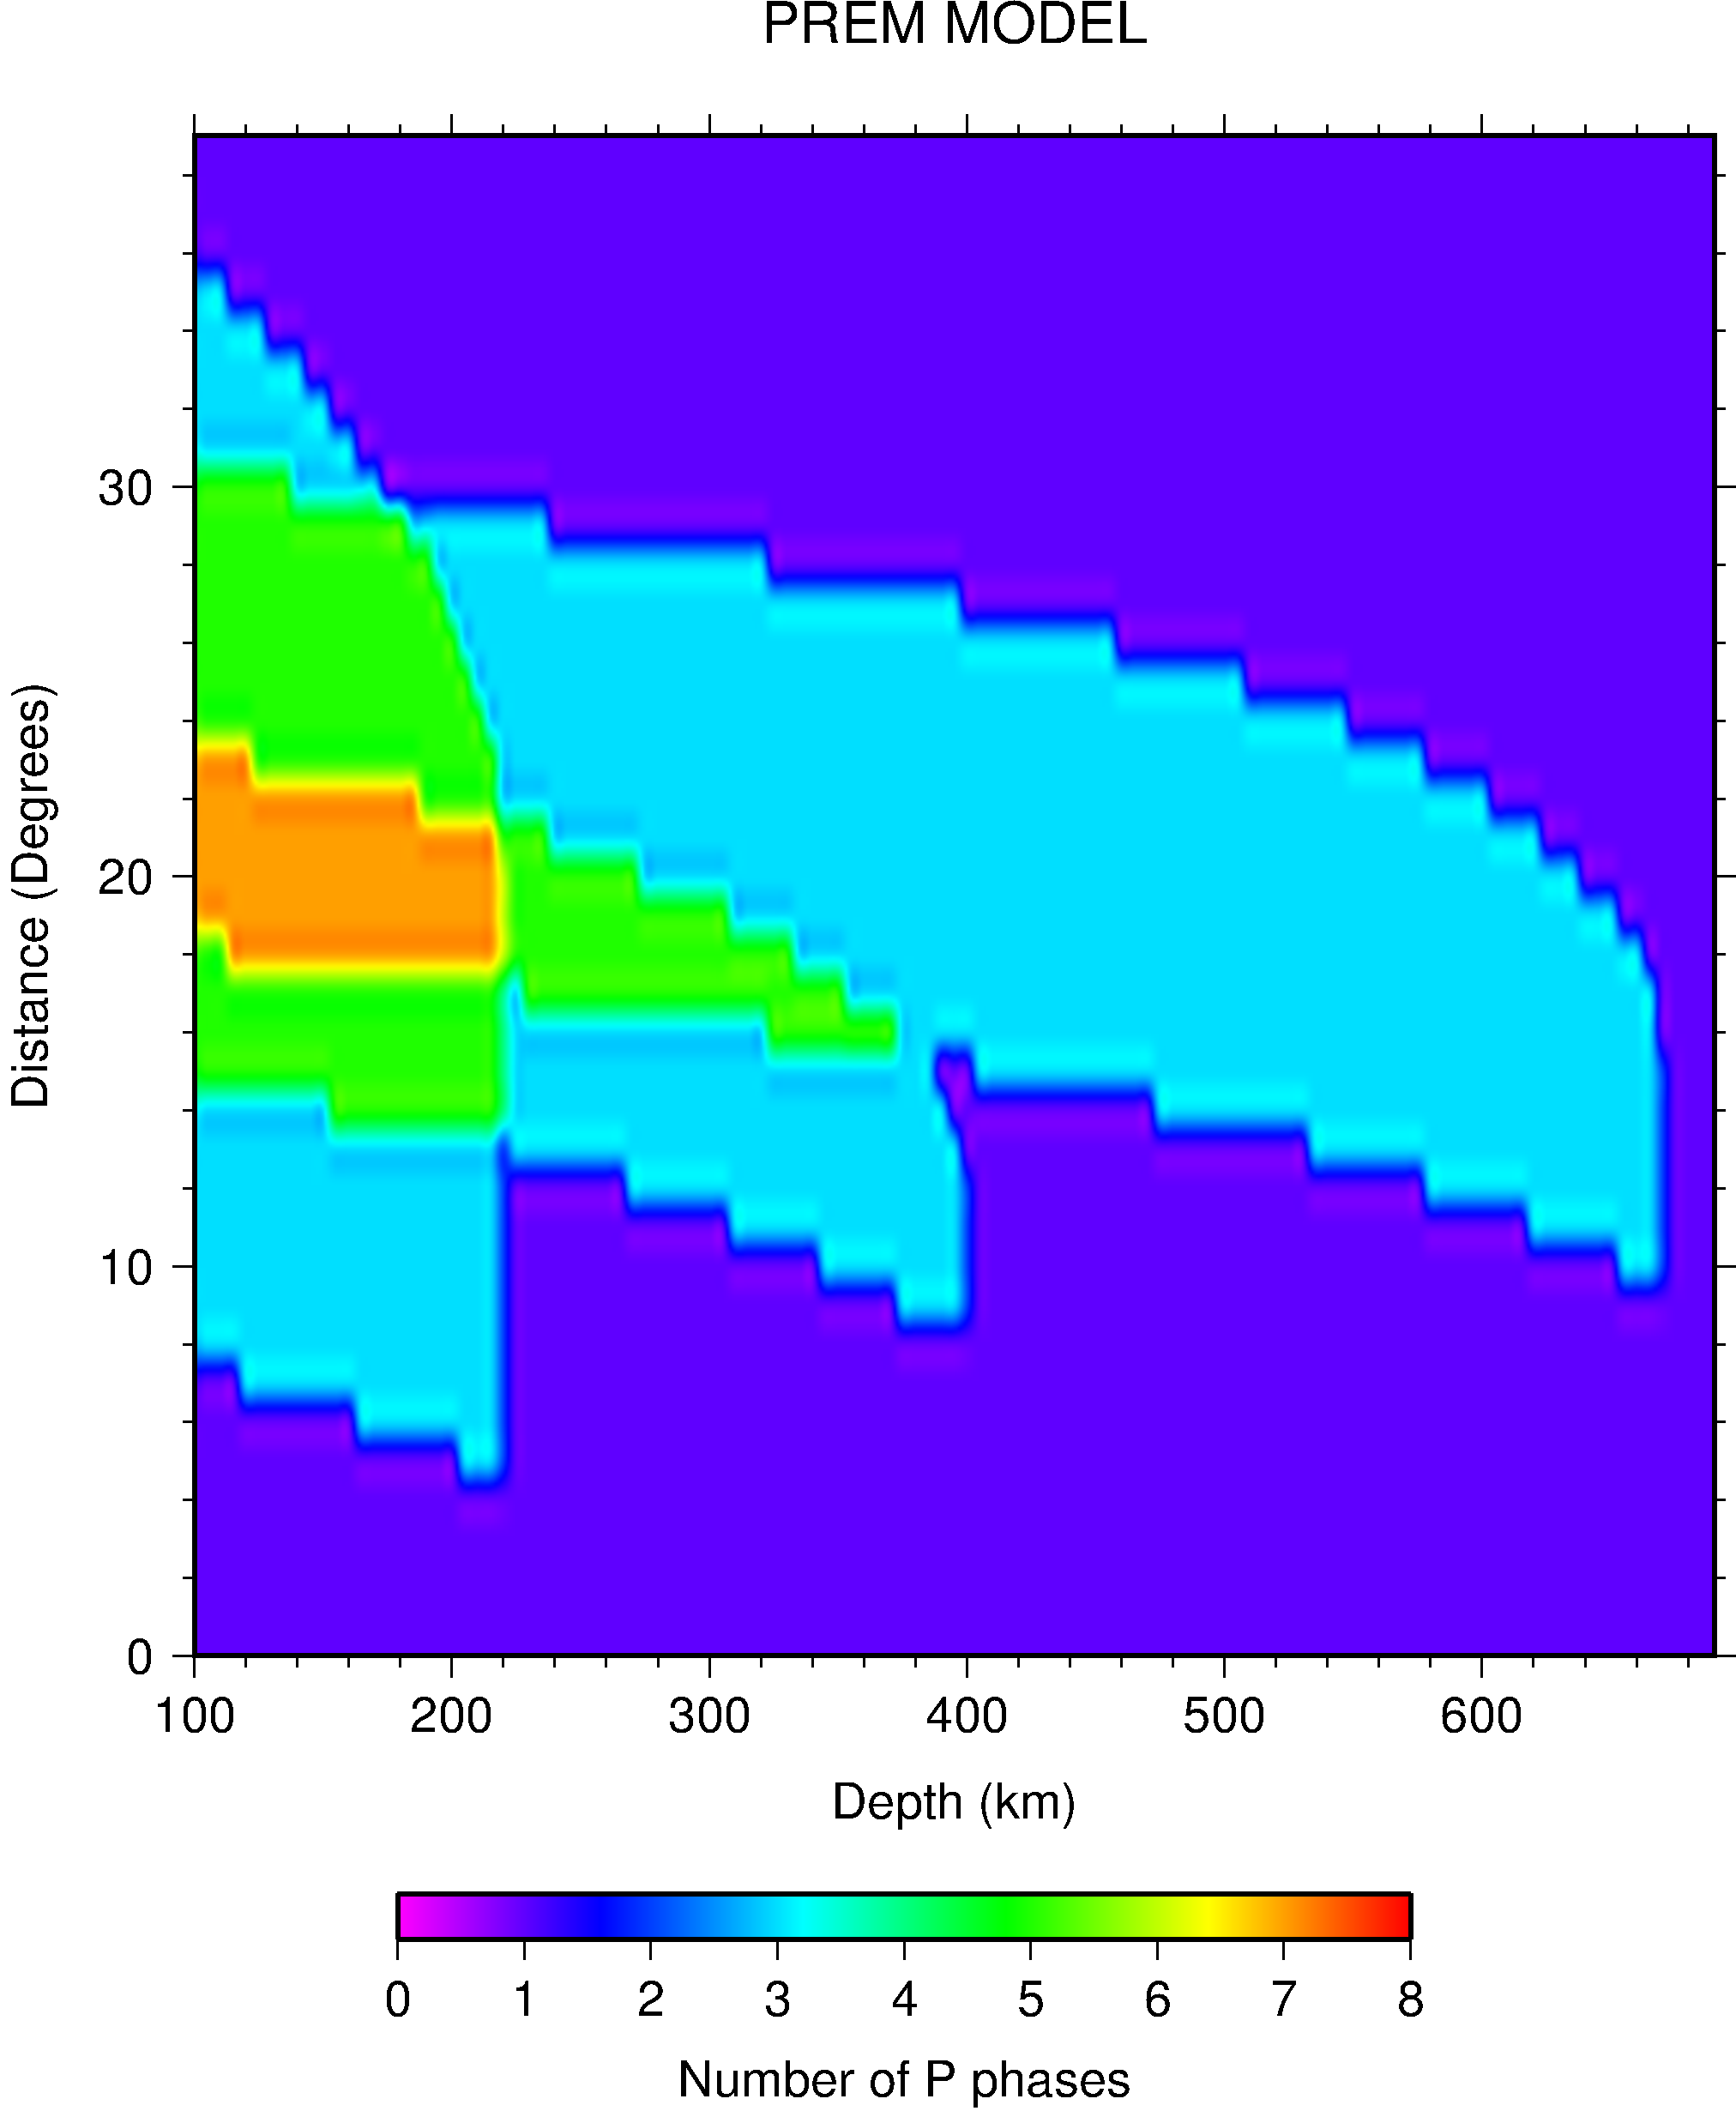 PREM MODEL
30
20
10
0
Distance (Degrees)
100 200 300 400 500 600
Depth (km)
0 1 2 3 4 5 6 7 8
Number of P phases